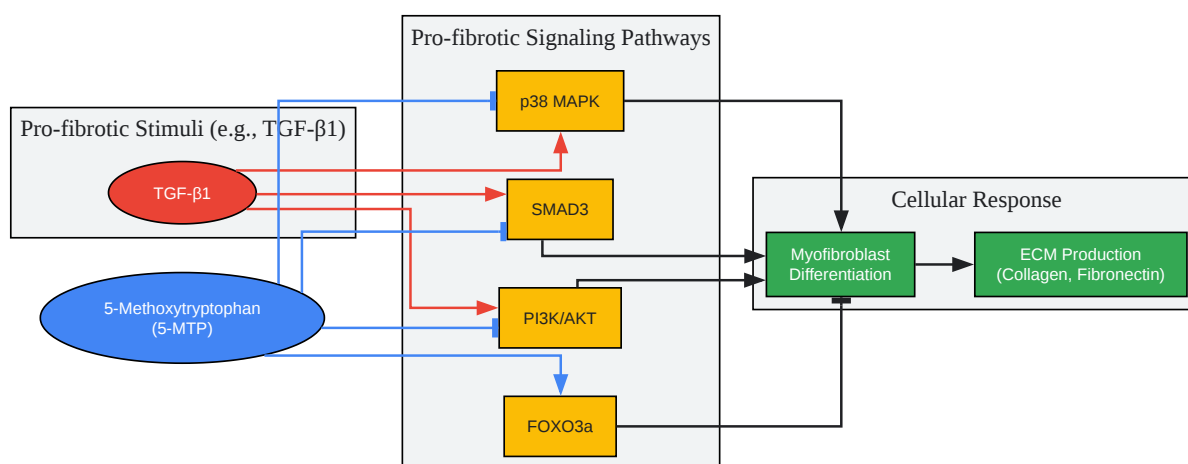 Pro-fibrotic Signaling Pathways
p38 MAPK
Pro-fibrotic Stimuli (e.g., TGF-β1)
TGF-β1
SMAD3
Cellular Response
Myofibroblast
Differentiation
ECM Production
(Collagen, Fibronectin)
5-Methoxytryptophan
(5-MTP)
PI3K/AKT
FOXO3a